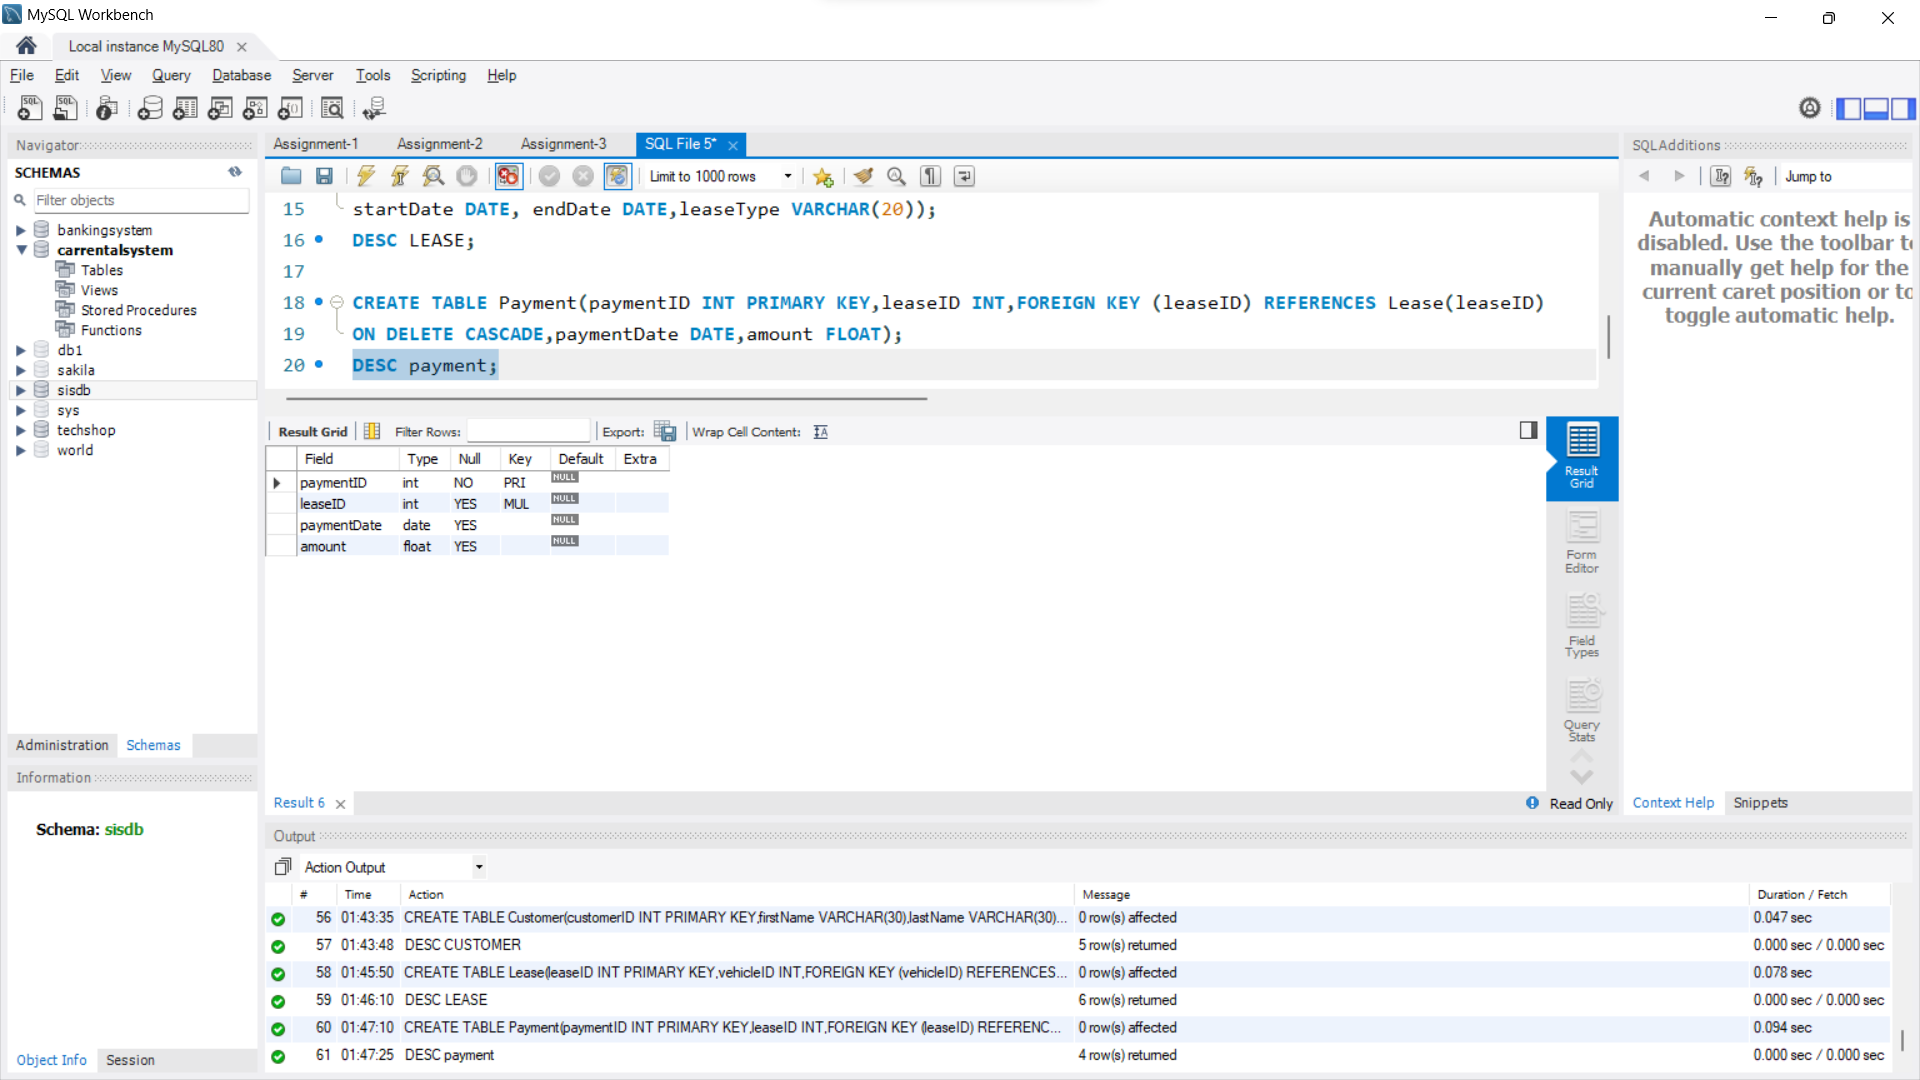 MySQL Workbench
Local instance MySQL80
File Edit View Query Database Server Tools Scripting Help
Navigator
SCHEMAS
Filter objects
bankingsystem
carrentalsystem
Tables
Views
Stored Procedures
Functions
db1
sakila
sisdb
sys
techshop
world
Administration Schemas
Information
Schema: sisdb
Object Info Session
Assignment-1 Assignment-2 Assignment-3 SQL File 5*
Limit to 1000 rows
15 startDate DATE, endDate DATE,leaseType VARCHAR(20));
16 DESC LEASE;
17
18 CREATE TABLE Payment(paymentID INT PRIMARY KEY,leaseID INT,FOREIGN KEY (leaseID) REFERENCES Lease(leaseID)
19 ON DELETE CASCADE,paymentDate DATE,amount FLOAT);
20 DESC payment;
Result Grid Filter Rows: Export: Wrap Cell Content:
Field Type Null Key Default Extra
paymentID int NO PRI NULL
leaseID int YES MUL NULL
paymentDate date YES NULL
amount float YES NULL
Result Grid
Form Editor
Field Types
Query Stats
Result 6
Read Only
SQLAdditions
Jump to
Automatic context help is
disabled. Use the toolbar to
manually get help for the
current caret position or to
toggle automatic help.
Context Help Snippets
Output
Action Output
# Time Action Message Duration / Fetch
56 01:43:35 CREATE TABLE Customer(customerID INT PRIMARY KEY,firstName VARCHAR(30),lastName VARCHAR(30)... 0 row(s) affected 0.047 sec
57 01:43:48 DESC CUSTOMER 5 row(s) returned 0.000 sec / 0.000 sec
58 01:45:50 CREATE TABLE Lease(leaseID INT PRIMARY KEY,vehicleID INT,FOREIGN KEY (vehicleID) REFERENCES... 0 row(s) affected 0.078 sec
59 01:46:10 DESC LEASE 6 row(s) returned 0.000 sec / 0.000 sec
60 01:47:10 CREATE TABLE Payment(paymentID INT PRIMARY KEY,leaseID INT,FOREIGN KEY (leaseID) REFERENC... 0 row(s) affected 0.094 sec
61 01:47:25 DESC payment 4 row(s) returned 0.000 sec / 0.000 sec